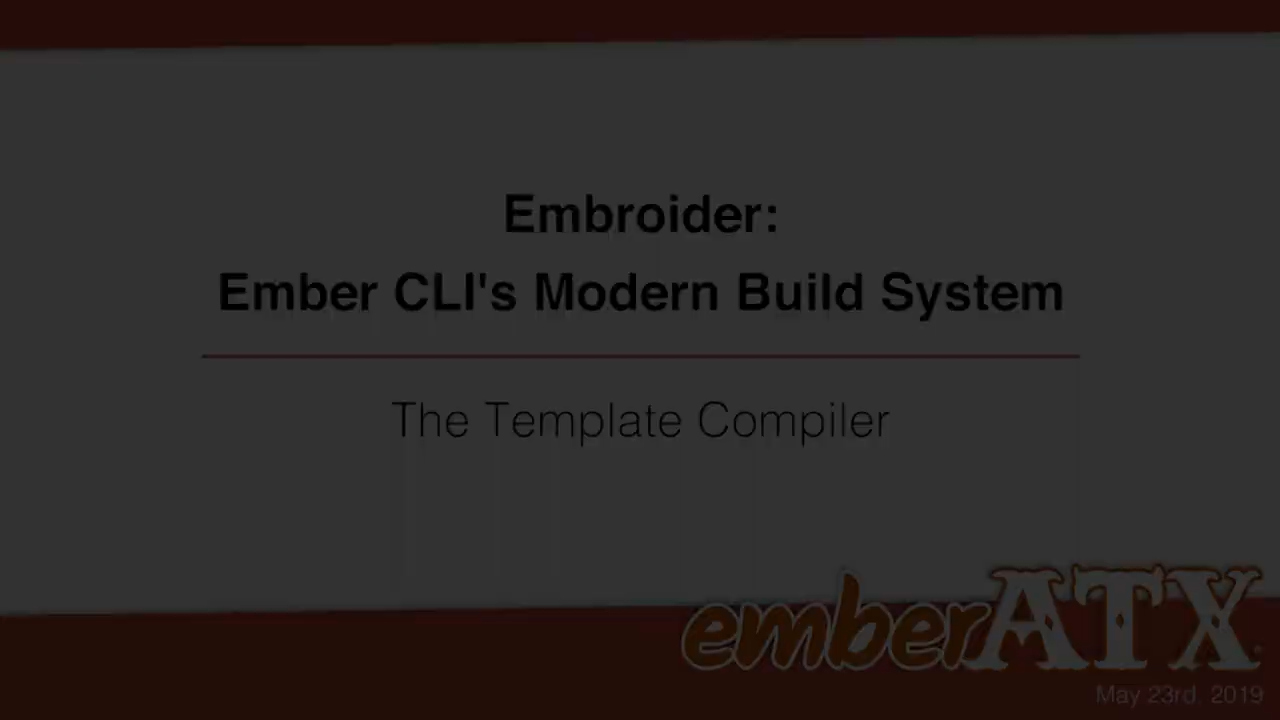 Embroider:
Ember CLI's Modern Build System
The Template Compiler
emberATX
May 23rd, 2019